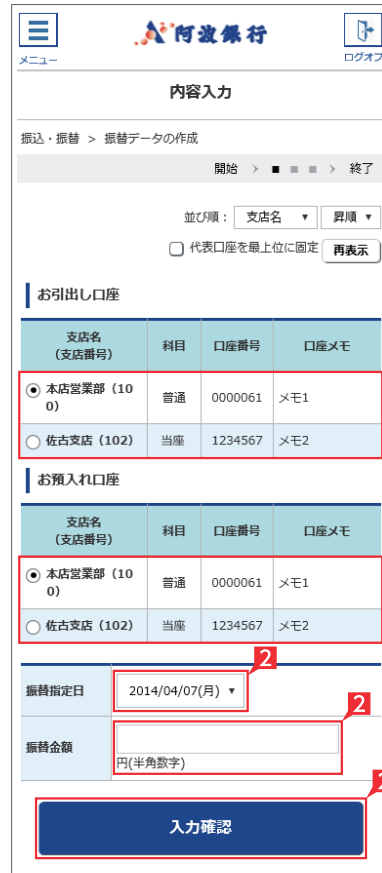 阿波銀行
メニュー
ログオフ
内容入力
振込・振替 > 振替データの作成
開始 > ■ ■ ■ > 終了
並び順： 支店名 ▼ 昇順 ▼
代表口座を最上位に固定 再表示
お引出し口座
支店名
（支店番号） 科目 口座番号 口座メモ
本店営業部（10
0） 普通 0000061 メモ1
佐古支店（102） 当座 1234567 メモ2
お預入れ口座
支店名
（支店番号） 科目 口座番号 口座メモ
本店営業部（10
0） 普通 0000061 メモ1
佐古支店（102） 当座 1234567 メモ2
2
振替指定日 2014/04/07(月) ▼
2
振替金額
円(半角数字)
入力確認